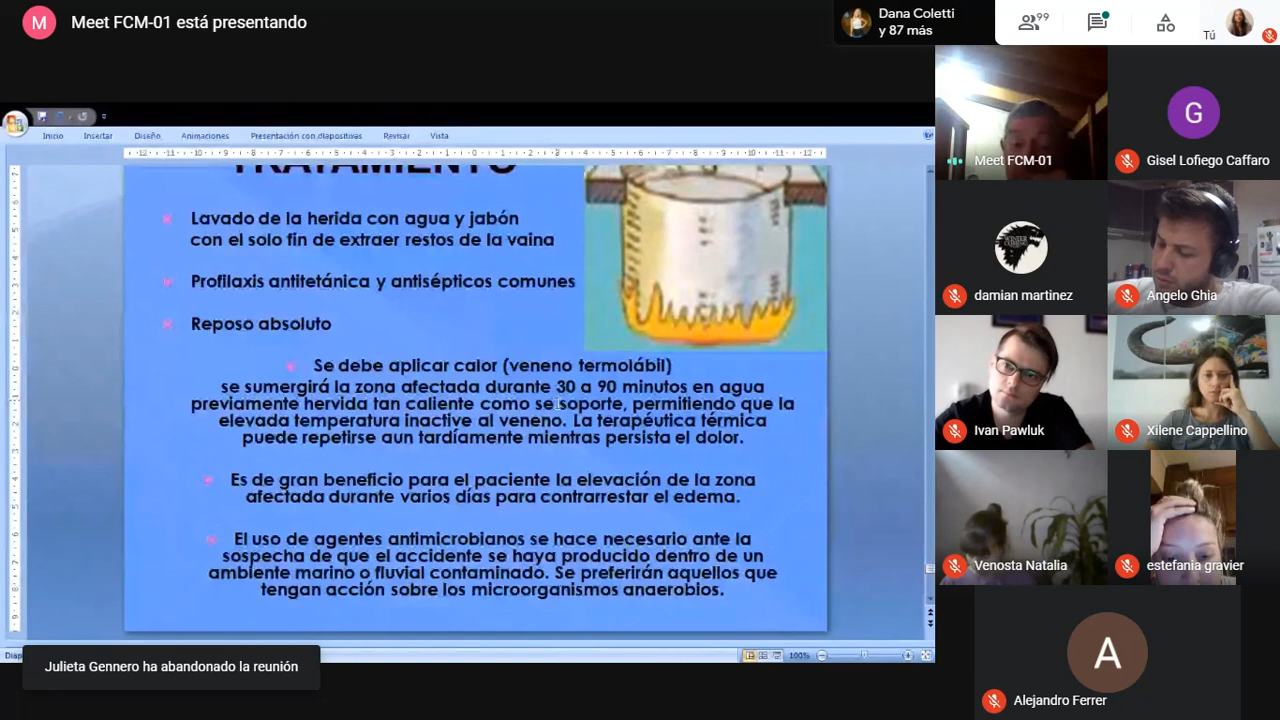 M
Meet FCM-01 está presentando
Dana Coletti
y 87 más
99
Tú
Inicio
Insertar
Diseño
Animaciones
Presentación con diapositivas
Revisar
Vista
TRATAMIENTO
Lavado de la herida con agua y jabón
con el solo fin de extraer restos de la vaina
Profilaxis antitetánica y antisépticos comunes
Reposo absoluto
Se debe aplicar calor (veneno termolábil)
se sumergirá la zona afectada durante 30 a 90 minutos en agua
previamente hervida tan caliente como se soporte, permitiendo que la
elevada temperatura inactive al veneno. La terapéutica térmica
puede repetirse aun tardíamente mientras persista el dolor.
Es de gran beneficio para el paciente la elevación de la zona
afectada durante varios días para contrarrestar el edema.
El uso de agentes antimicrobianos se hace necesario ante la
sospecha de que el accidente se haya producido dentro de un
ambiente marino o fluvial contaminado. Se preferirán aquellos que
tengan acción sobre los microorganismos anaerobios.
100%
Julieta Gennero ha abandonado la reunión
Meet FCM-01
G
Gisel Lofiego Caffaro
WINTER
damian martinez
Angelo Ghia
Ivan Pawluk
Xilene Cappellino
Venosta Natalia
estefania gravier
A
Alejandro Ferrer